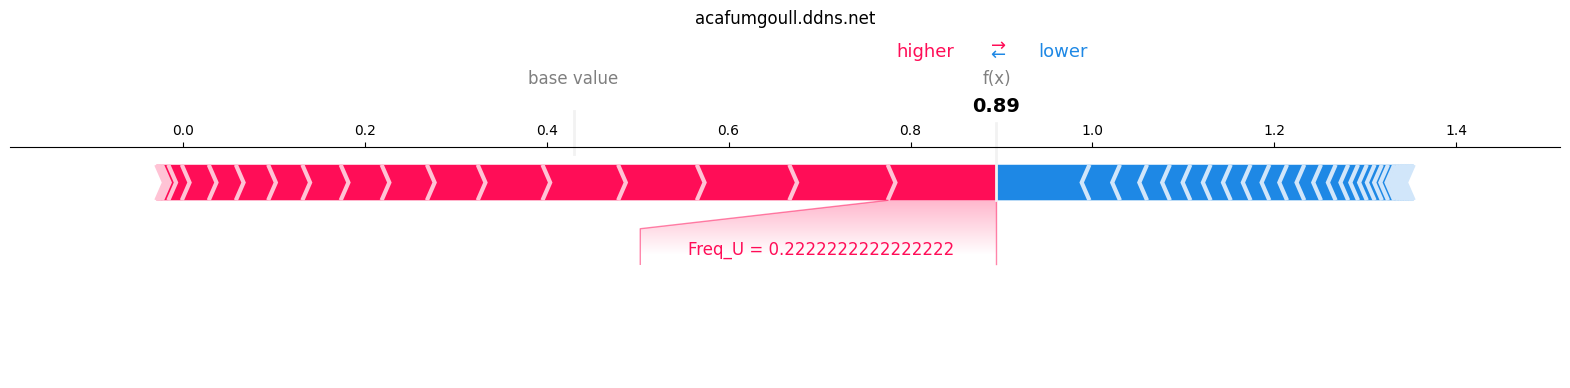 acafumgoull.ddns.net
higher ⇄ lower
base value f(x)
0.89
0.0 0.2 0.4 0.6 0.8 1.0 1.2 1.4
Freq_U = 0.2222222222222222